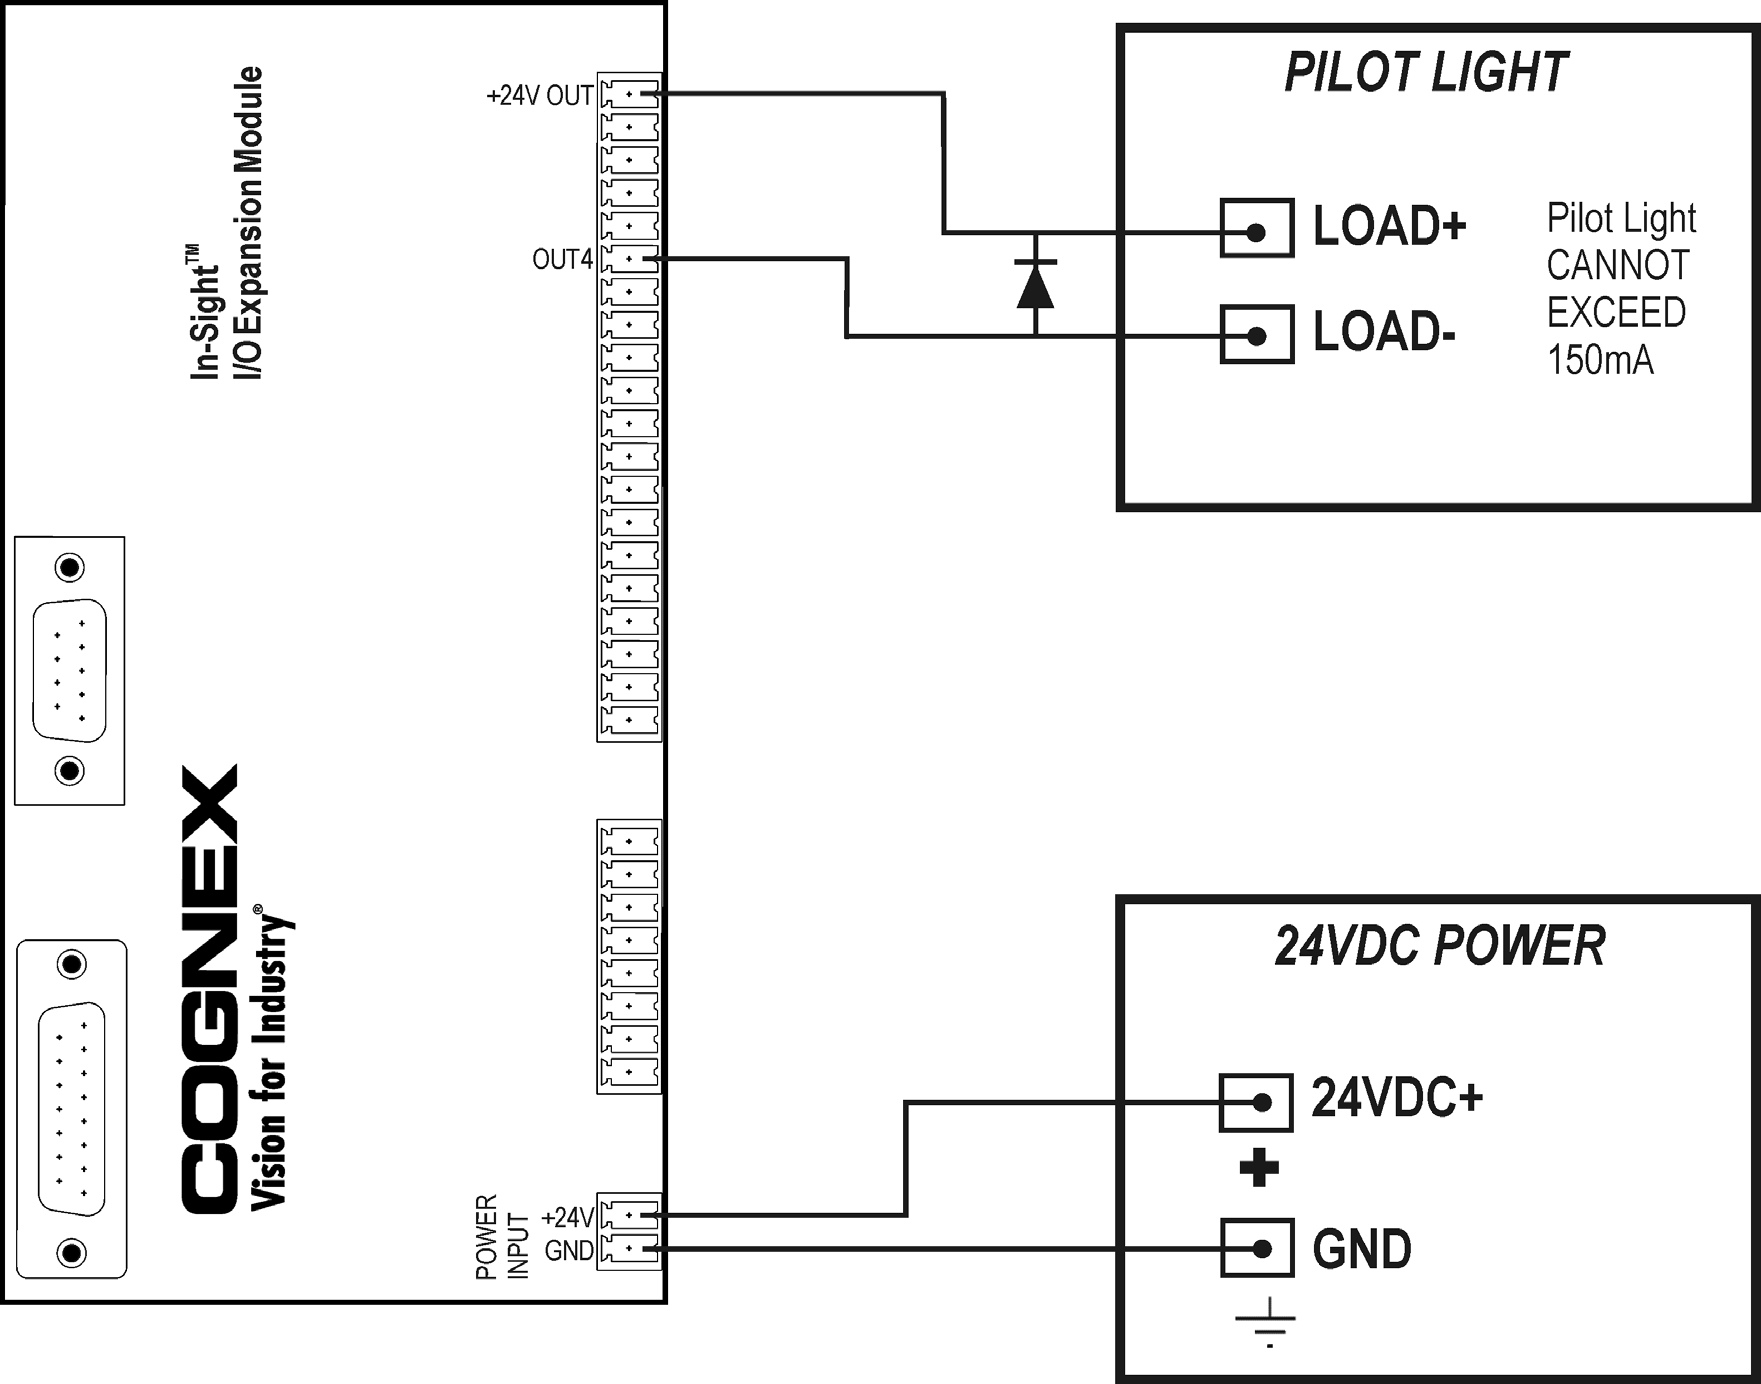 In-Sight™
I/O Expansion Module
+24V OUT
OUT4
COGNEX
Vision for Industry®
POWER
INPUT
+24V
GND
PILOT LIGHT
LOAD+
LOAD-
Pilot Light
CANNOT
EXCEED
150mA
24VDC POWER
24VDC+
+
GND